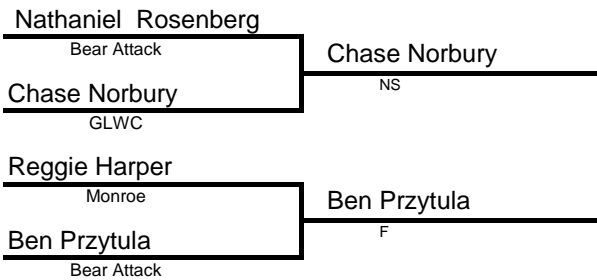 Nathaniel Rosenberg
Bear Attack
Chase Norbury
NS
Chase Norbury
GLWC
Reggie Harper
Monroe
Ben Przytula
F
Ben Przytula
Bear Attack